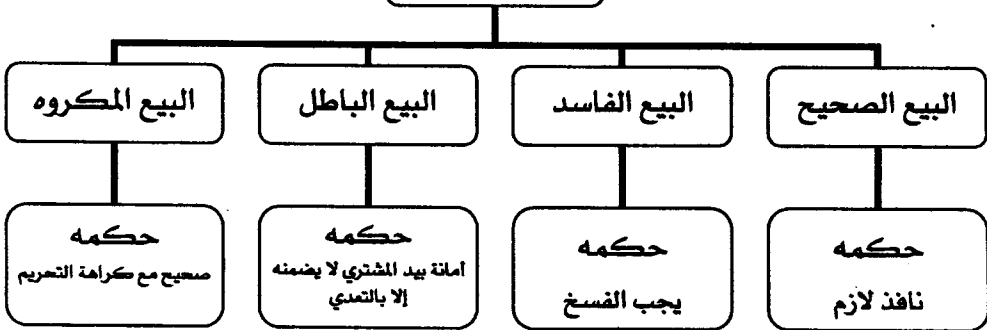 البيع الصحيح
البيع الفاسد
البيع الباطل
البيع المكروه
حكمه
نافذ لازم
حكمه
يجب الفسخ
حكمه
أمانة بيد المشتري لا يضمنه
إلا بالتعدي
حكمه
صحيح مع كراهة التحريم